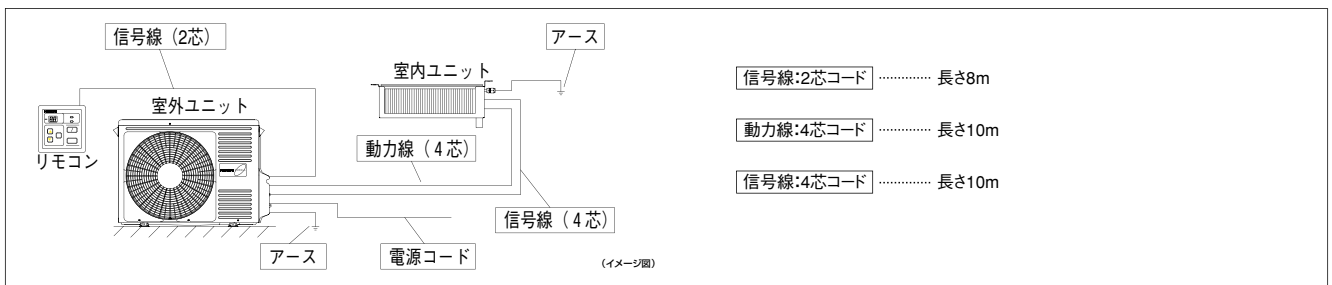 信号線（2芯）
アース
室内ユニット
室外ユニット
リモコン
動力線（４芯）
信号線（４芯）
アース
電源コード
（イメージ図）
信号線:2芯コード ………… 長さ8m
動力線:4芯コード ………… 長さ10m
信号線:4芯コード ………… 長さ10m